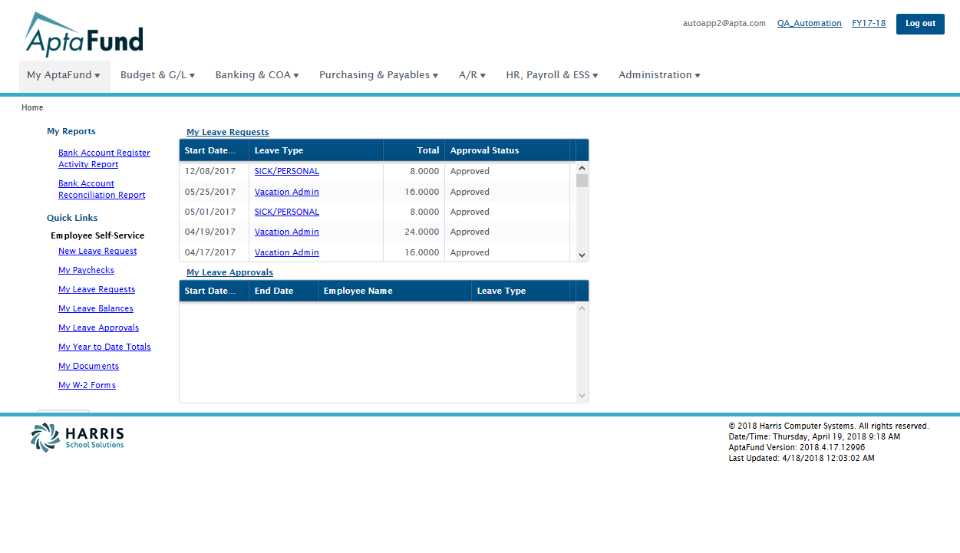 AptaFund
autoapp2@apta.com QA_Automation FY17-18 Log out
My AptaFund Budget & G/L Banking & COA Purchasing & Payables A/R HR, Payroll & ESS Administration
Home
My Reports
Bank Account Register
Activity Report
Bank Account
Reconciliation Report
Quick Links
Employee Self-Service
New Leave Request
My Paychecks
My Leave Requests
My Leave Balances
My Leave Approvals
My Year to Date Totals
My Documents
My W-2 Forms
My Leave Requests
Start Date... Leave Type Total Approval Status
12/08/2017 SICK/PERSONAL 8.0000 Approved
05/25/2017 Vacation Admin 16.0000 Approved
05/01/2017 SICK/PERSONAL 8.0000 Approved
04/19/2017 Vacation Admin 24.0000 Approved
04/17/2017 Vacation Admin 16.0000 Approved
My Leave Approvals
Start Date... End Date Employee Name Leave Type
HARRIS
School Solutions
© 2018 Harris Computer Systems. All rights reserved.
Date/Time: Thursday, April 19, 2018 9:18 AM
AptaFund Version: 2018.4.17.12996
Last Updated: 4/18/2018 12:03:02 AM